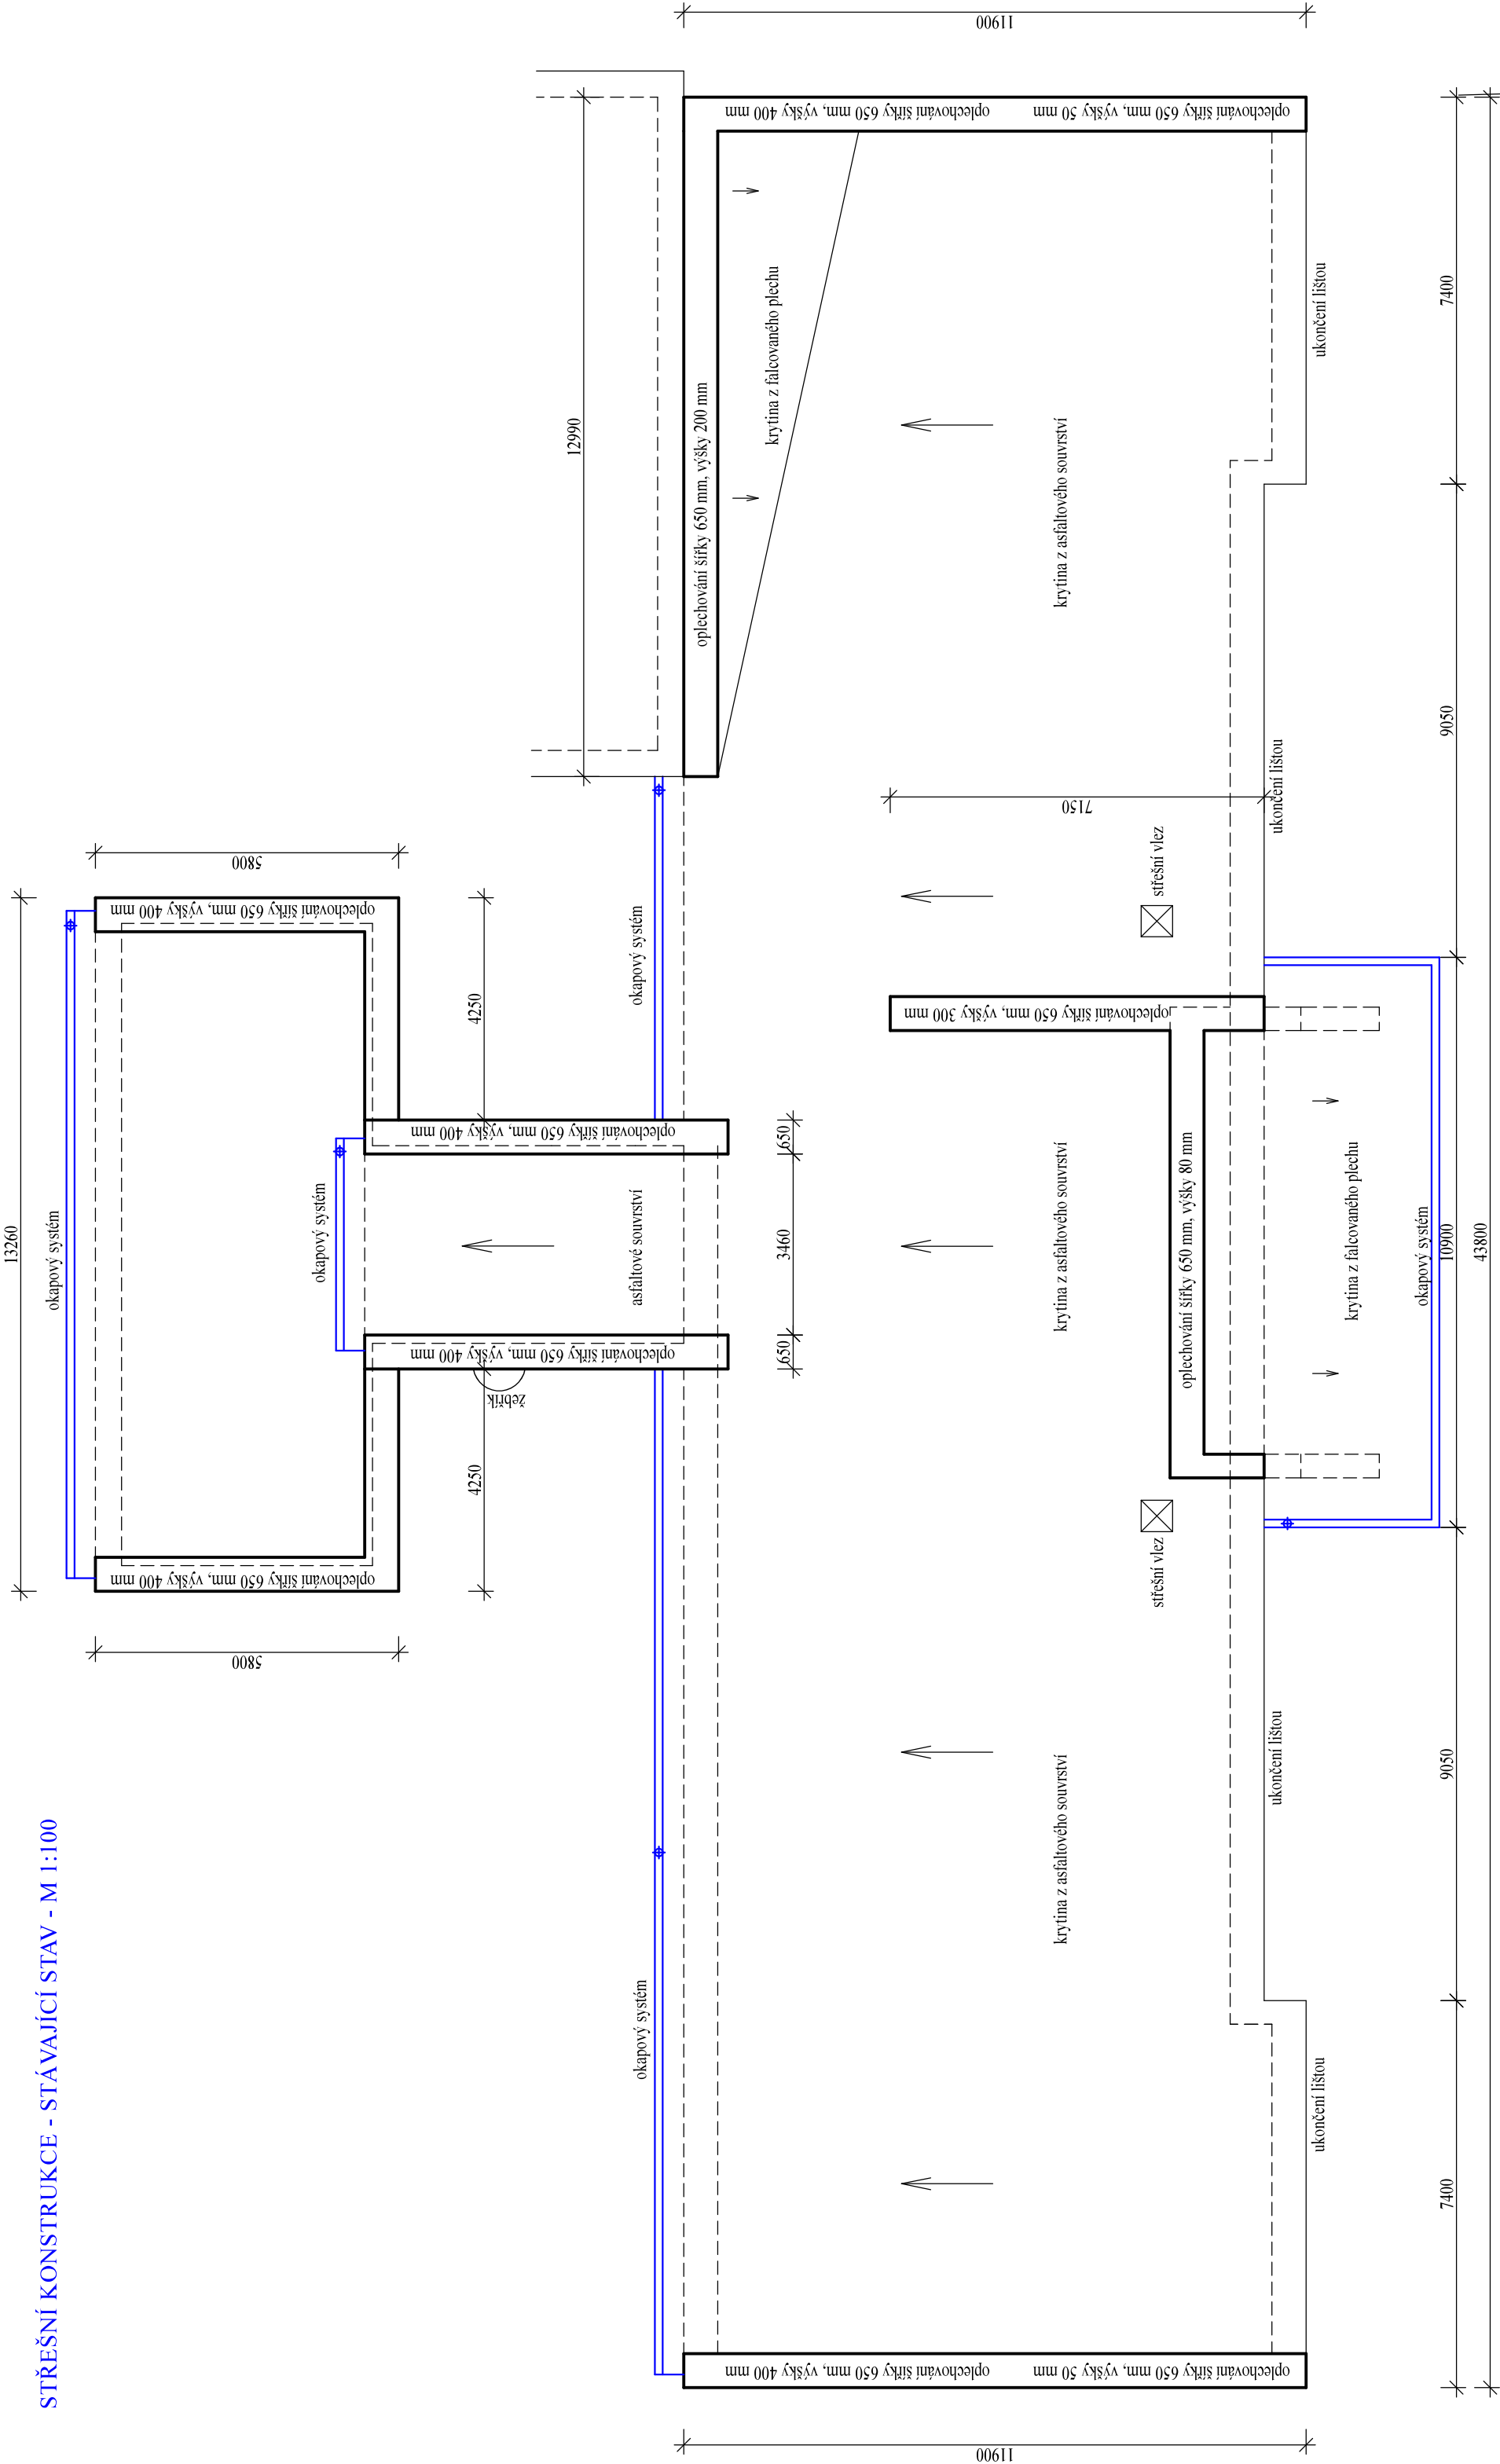 STŘEŠNÍ KONSTRUKCE - STÁVAJÍCÍ STAV - M 1:100
13260
okapový systém
5800
oplechování šířky 650 mm, výšky 400 mm
oplechování šířky 650 mm, výšky 400 mm
5800
okapový systém
4250
4250
žebřík
oplechování šířky 650 mm, výšky 400 mm
oplechování šířky 650 mm, výšky 400 mm
asfaltové souvrství
12990
okapový systém
okapový systém
650
3460
650
11900
oplechování šířky 650 mm, výšky 400 mm
oplechování šířky 650 mm, výšky 50 mm
oplechování šířky 650 mm, výšky 200 mm
krytina z falcovaného plechu
oplechování šířky 650 mm, výšky 400 mm
oplechování šířky 650 mm, výšky 50 mm
11900
krytina z asfaltového souvrství
krytina z asfaltového souvrství
krytina z asfaltového souvrství
7150
oplechování šířky 650 mm, výšky 300 mm
střešní vlez
střešní vlez
oplechování šířky 650 mm, výšky 80 mm
ukončení lištou
ukončení lištou
ukončení lištou
ukončení lištou
krytina z falcovaného plechu
okapový systém
7400
9050
10900
9050
7400
43800